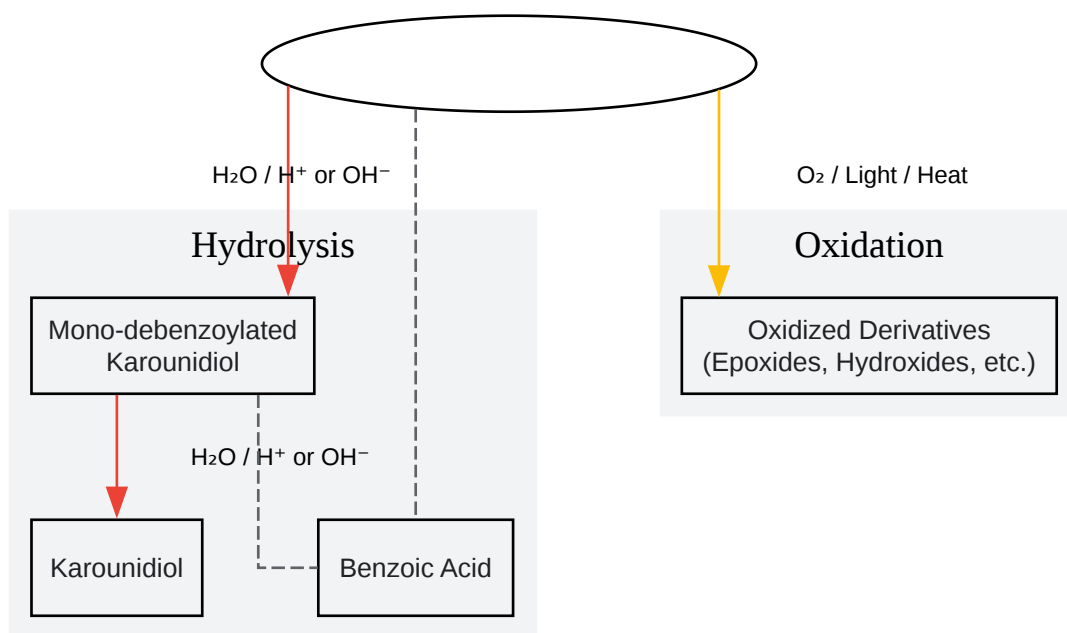 H₂O / H⁺ or OH⁻
O₂ / Light / Heat
Hydrolysis
Oxidation
Mono-debenzoylated
Karounidiol
Oxidized Derivatives
(Epoxides, Hydroxides, etc.)
H₂O / H⁺ or OH⁻
Karounidiol
Benzoic Acid